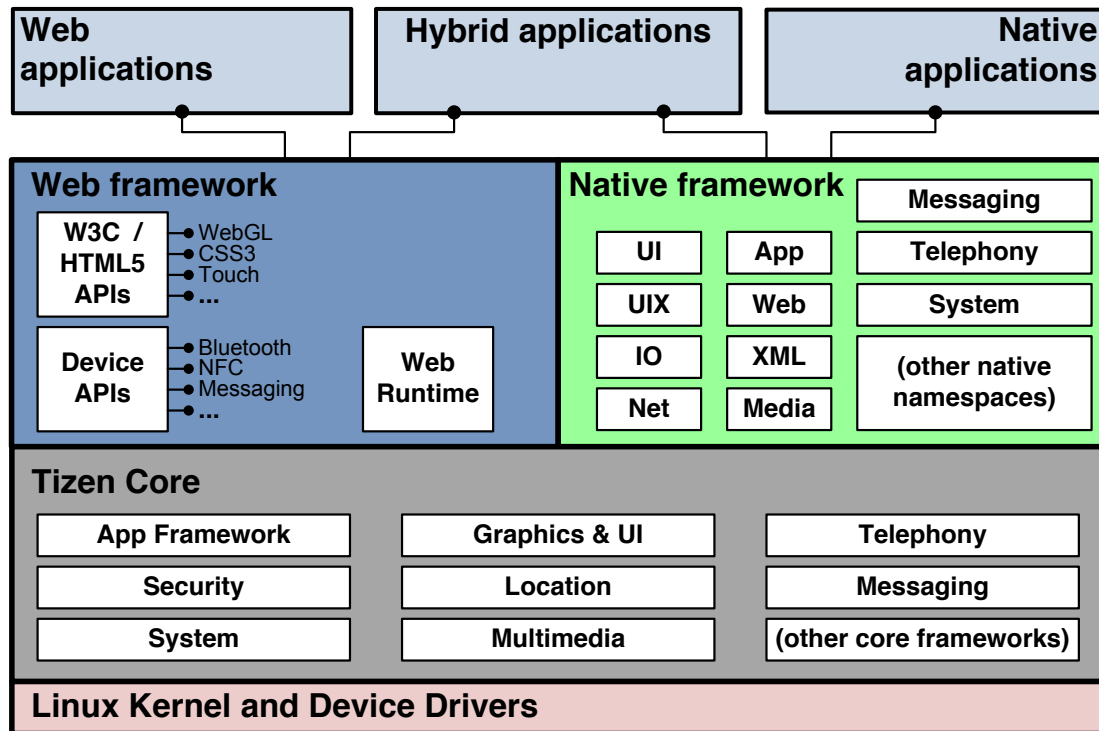 Web
applications
Hybrid applications
Native
applications
Web framework
W3C /
HTML5
APIs
WebGL
CSS3
Touch
...
Device
APIs
Bluetooth
NFC
Messaging
...
Web
Runtime
Native framework
UI
UIX
IO
Net
App
Web
XML
Media
Messaging
Telephony
System
(other native
namespaces)
Tizen Core
App Framework
Security
System
Graphics & UI
Location
Multimedia
Telephony
Messaging
(other core frameworks)
Linux Kernel and Device Drivers